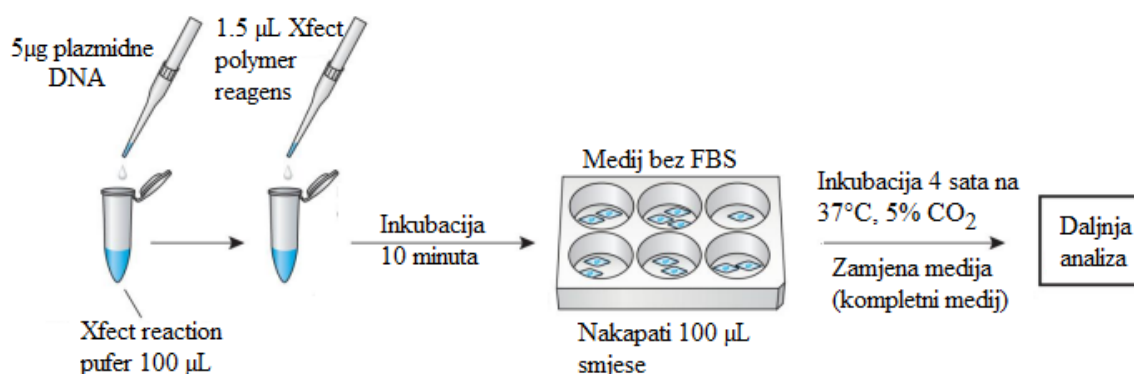 5µg plazmidne
DNA
1.5 µL Xfect
polymer
reagens
Xfect reaction
pufer 100 µL
Inkubacija
10 minuta
Medij bez FBS
Nakapati 100 µL
smjese
Inkubacija 4 sata na
37°C, 5% CO₂
Zamjena medija
(kompletni medij)
Daljnja
analiza